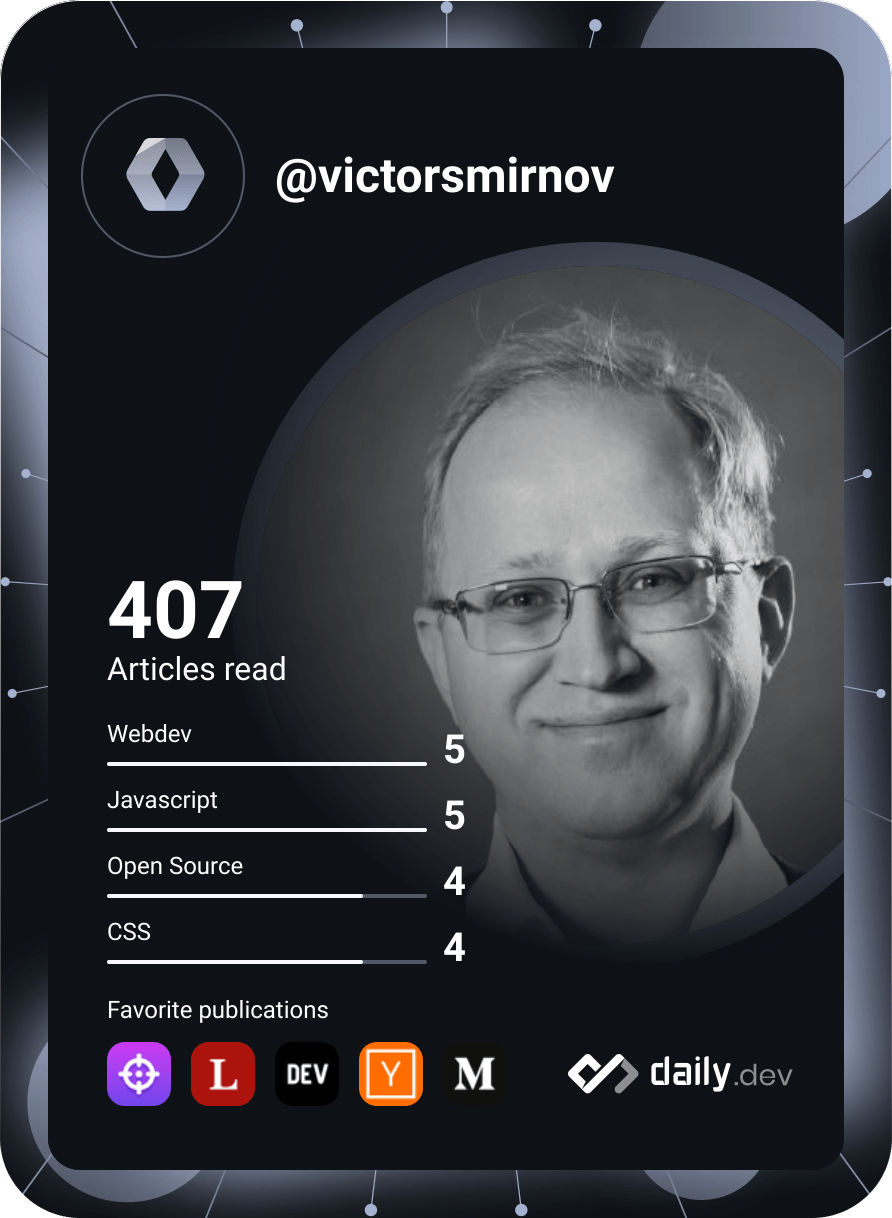 @victorsmirnov
407
Articles read
Webdev
5
Javascript
5
Open Source
4
CSS
4
Favorite publications
L
DEV
Y
M
daily.dev